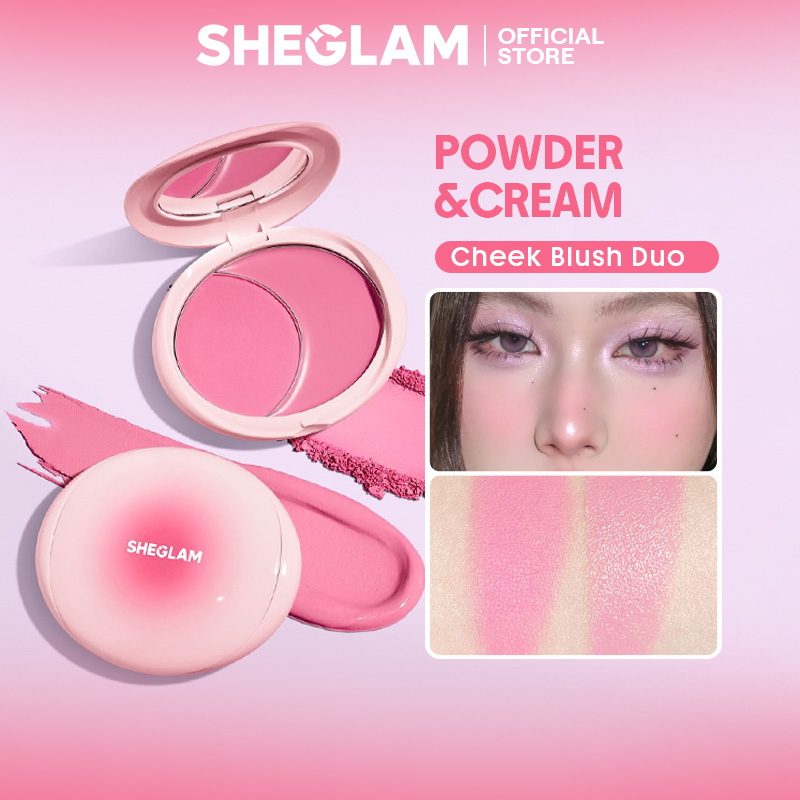 SHEGLAM
OFFICIAL
STORE
POWDER
&CREAM
Cheek Blush Duo
SHEGLAM